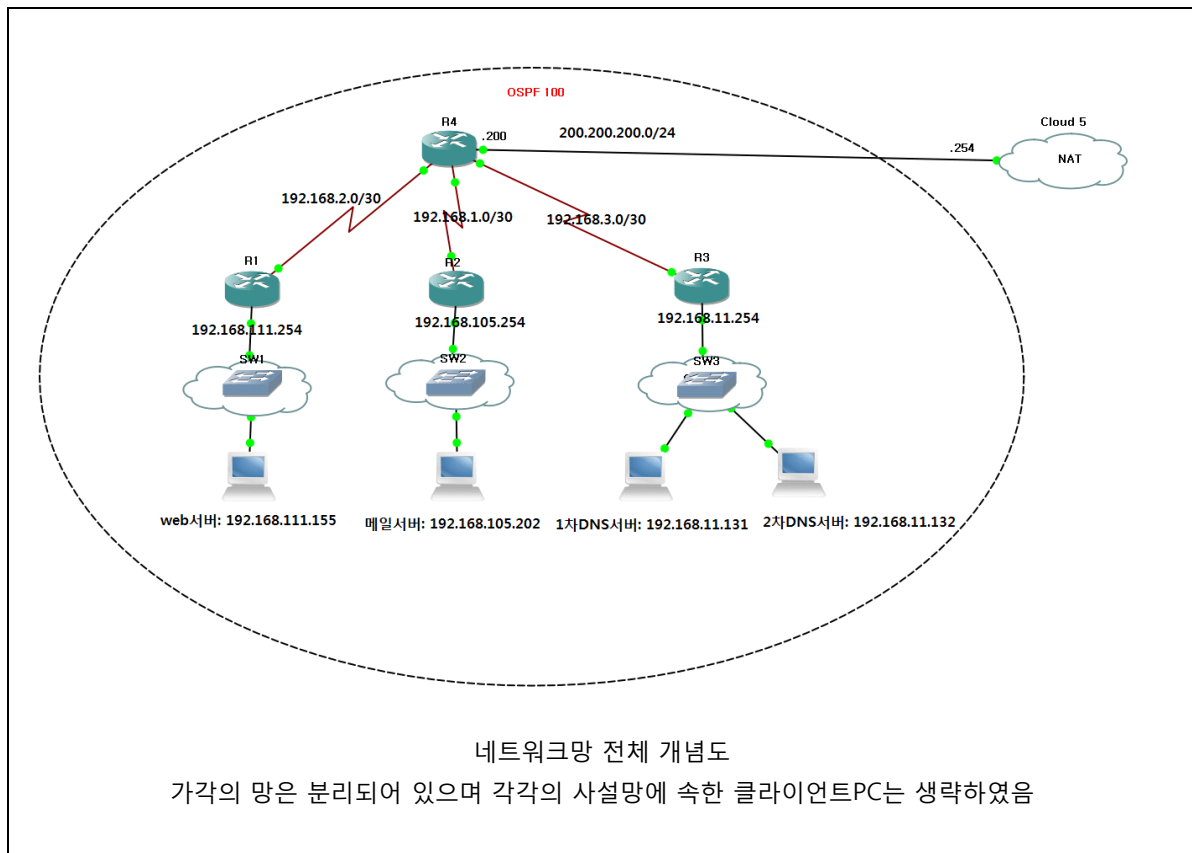 OSPF 100
R4
.200
200.200.200.0/24
Cloud 5
.254
NAT
192.168.2.0/30
192.168.1.0/30
192.168.3.0/30
R1
R2
R3
192.168.111.254
192.168.105.254
192.168.11.254
SW1
SW2
SW3
web서버: 192.168.111.155
메일서버: 192.168.105.202
1차DNS서버: 192.168.11.131
2차DNS서버: 192.168.11.132
네트워크망 전체 개념도
가각의 망은 분리되어 있으며 각각의 사설망에 속한 클라이언트PC는 생략하였음